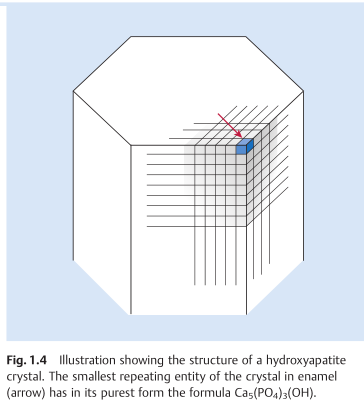 Fig. 1.4 Illustration showing the structure of a hydroxyapatite
crystal. The smallest repeating entity of the crystal in enamel
(arrow) has in its purest form the formula Ca₅(PO₄)₃(OH).